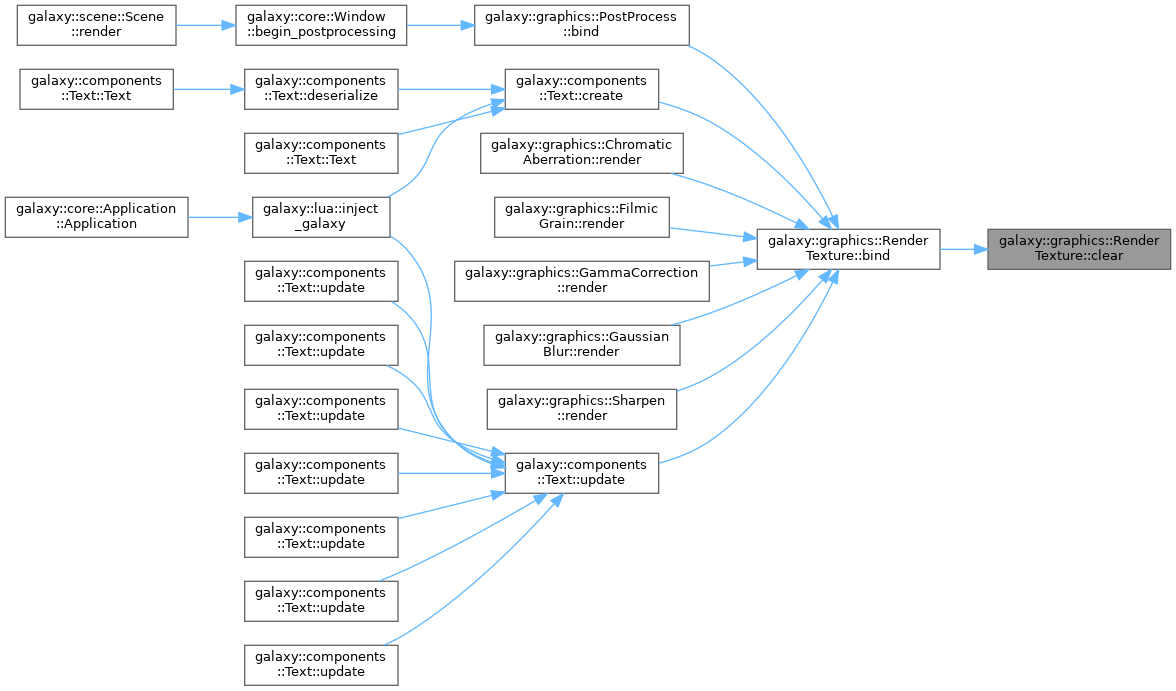 galaxy::scene::Scene
::render
galaxy::core::Window
::begin_postprocessing
galaxy::graphics::PostProcess
::bind
galaxy::components
::Text::Text
galaxy::components
::Text::deserialize
galaxy::components
::Text::create
galaxy::components
::Text::Text
galaxy::graphics::Chromatic
Aberration::render
galaxy::core::Application
::Application
galaxy::lua::inject
_galaxy
galaxy::graphics::Filmic
Grain::render
galaxy::graphics::Render
Texture::bind
galaxy::graphics::Render
Texture::clear
galaxy::components
::Text::update
galaxy::graphics::GammaCorrection
::render
galaxy::components
::Text::update
galaxy::graphics::Gaussian
Blur::render
galaxy::components
::Text::update
galaxy::graphics::Sharpen
::render
galaxy::components
::Text::update
galaxy::components
::Text::update
galaxy::components
::Text::update
galaxy::components
::Text::update
galaxy::components
::Text::update